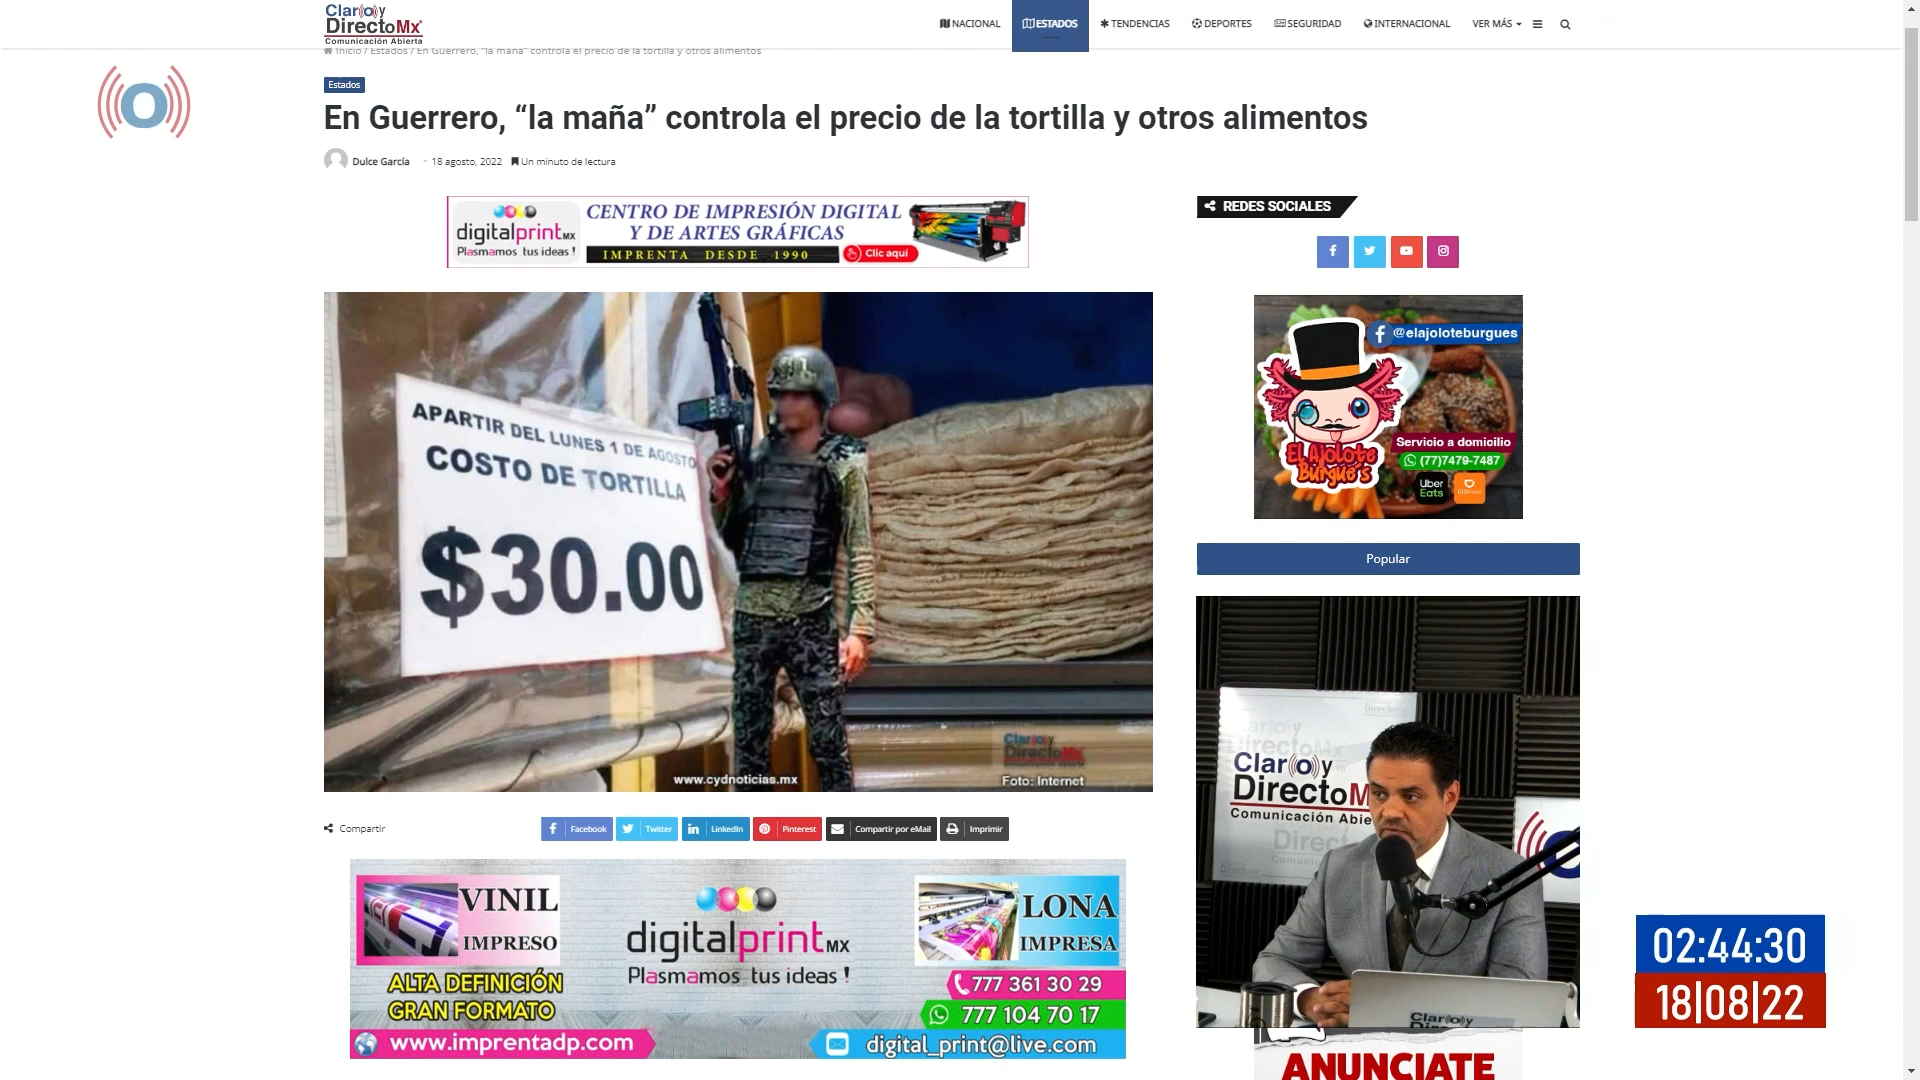 Clar(o)y
DirectoMx
Comunicación Abierta
NACIONAL
ESTADOS
TENDENCIAS
DEPORTES
SEGURIDAD
INTERNACIONAL
VER MÁS
Inicio / Estados / En Guerrero, “la maña” controla el precio de la tortilla y otros alimentos
Estados
En Guerrero, “la maña” controla el precio de la tortilla y otros alimentos
Dulce García
18 agosto, 2022
Un minuto de lectura
digitalprint MX
Plasmamos tus ideas !
CENTRO DE IMPRESIÓN DIGITAL
Y DE ARTES GRÁFICAS
IMPRENTA DESDE 1990
Clic aquí
REDES SOCIALES
@elajoloteburgues
EL Ajolote
Burgue's
Servicio a domicilio
(77)7479-7487
Uber
Eats
Popular
APARTIR DEL LUNES 1 DE AGOSTO
COSTO DE TORTILLA
$30.00
Clar(o)y
DirectoMx
www.cydnoticias.mx
Foto: Internet
Compartir
Facebook
Twitter
LinkedIn
Pinterest
Compartir por eMail
Imprimir
VINIL
IMPRESO
ALTA DEFINICIÓN
GRAN FORMATO
www.imprentadp.com
digitalprint MX
Plasmamos tus ideas !
LONA
IMPRESA
777 361 30 29
777 104 70 17
digital_print@live.com
Clar(o)y
DirectoM
Comunicación Abie
02:44:30
18|08|22
ANUNCIATE